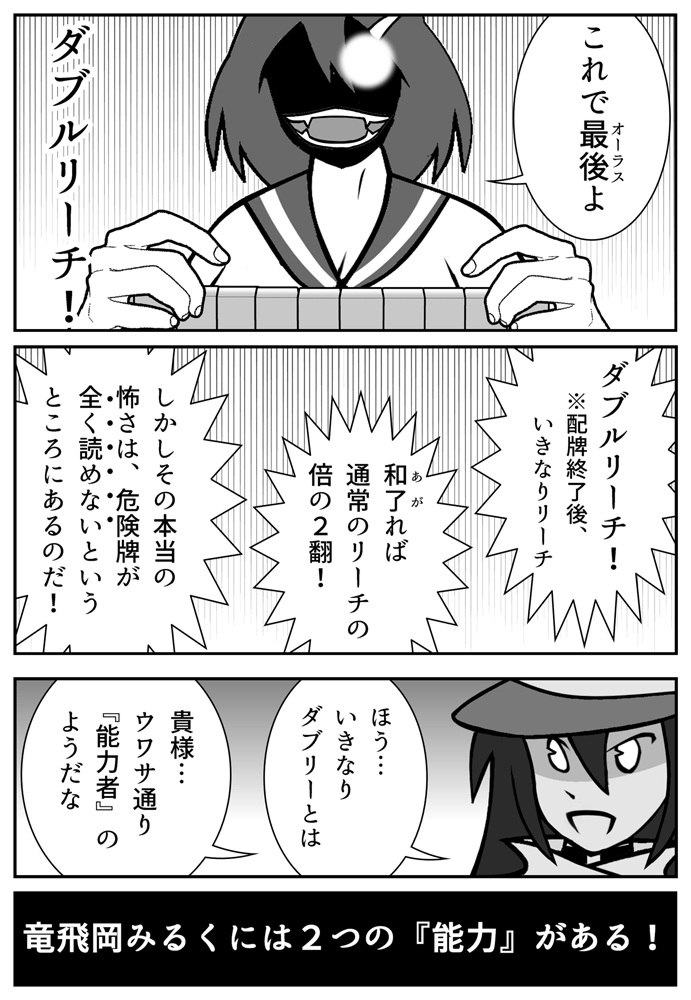 これで最後よ
オーラス
ダブルリーチ！
ダブルリーチ！
※配牌終了後、
いきなりリーチ
和了れば
あが
通常のリーチの
倍の２翻！
しかしその本当の
怖さは、危険牌が
全く読めないという
ところにあるのだ！
ほう…
いきなり
ダブリーとは
貴様…
ウワサ通り
『能力者』の
ようだな
竜飛岡みるくには２つの『能力』がある！